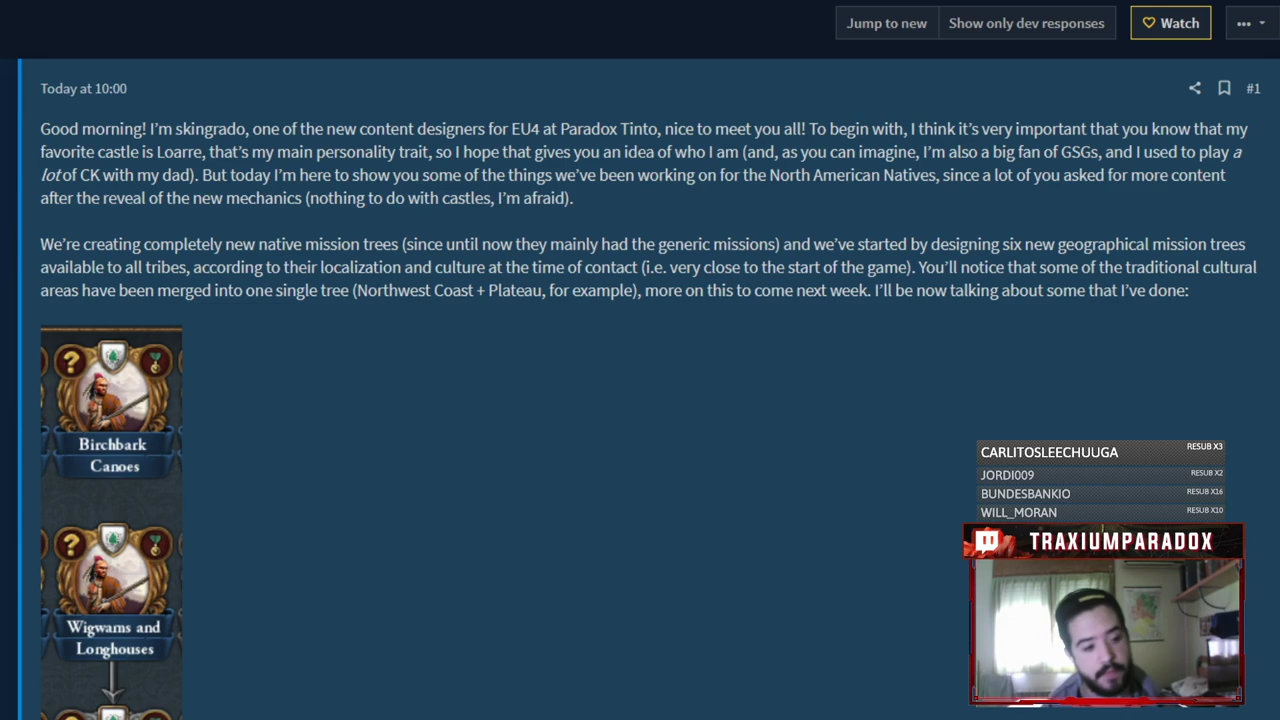 Jump to new
Show only dev responses
Watch
Today at 10:00
#1
Good morning! I'm skingrado, one of the new content designers for EU4 at Paradox Tinto, nice to meet you all! To begin with, I think it's very important that you know that my
favorite castle is Loarre, that's my main personality trait, so I hope that gives you an idea of who I am (and, as you can imagine, I'm also a big fan of GSGs, and I used to play a
lot of CK with my dad). But today I'm here to show you some of the things we've been working on for the North American Natives, since a lot of you asked for more content
after the reveal of the new mechanics (nothing to do with castles, I'm afraid).
We're creating completely new native mission trees (since until now they mainly had the generic missions) and we've started by designing six new geographical mission trees
available to all tribes, according to their localization and culture at the time of contact (i.e. very close to the start of the game). You'll notice that some of the traditional cultural
areas have been merged into one single tree (Northwest Coast + Plateau, for example), more on this to come next week. I'll be now talking about some that I've done:
?
Birchbark
Canoes
?
Wigwams and
Longhouses
CARLITOSLEECHUUGA RESUB X3
JORDI009 RESUB X2
BUNDESBANKIO RESUB X16
WILL_MORAN RESUB X10
TRAXIUMPARADOX